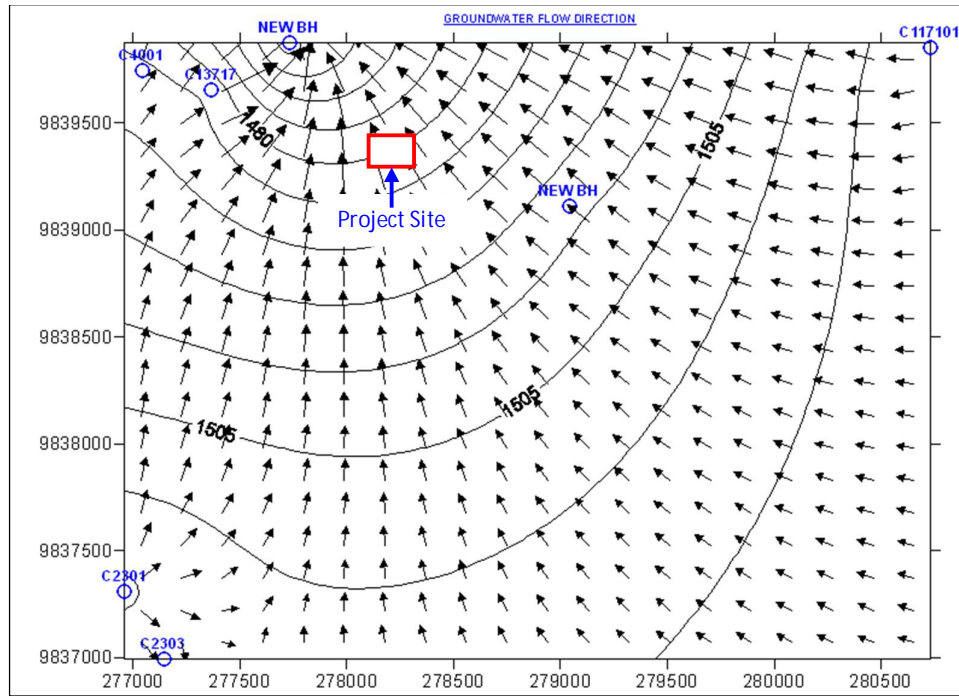 GROUNDWATER FLOW DIRECTION
NEW BH
C117101
C4001
C13717
9839500
1480
1505
NEW BH
Project Site
9839000
9838500
1505
1505
9838000
9837500
C2301
C2303
9837000
277000 277500 278000 278500 279000 279500 280000 280500